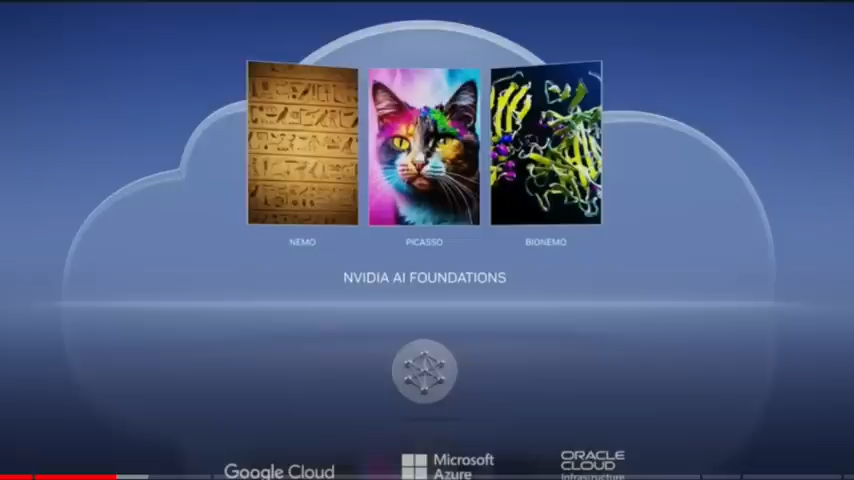 NEMO
PICASSO
BIONEMO
NVIDIA AI FOUNDATIONS
Google Cloud
Microsoft
Azure
ORACLE
CLOUD
Infrastructure